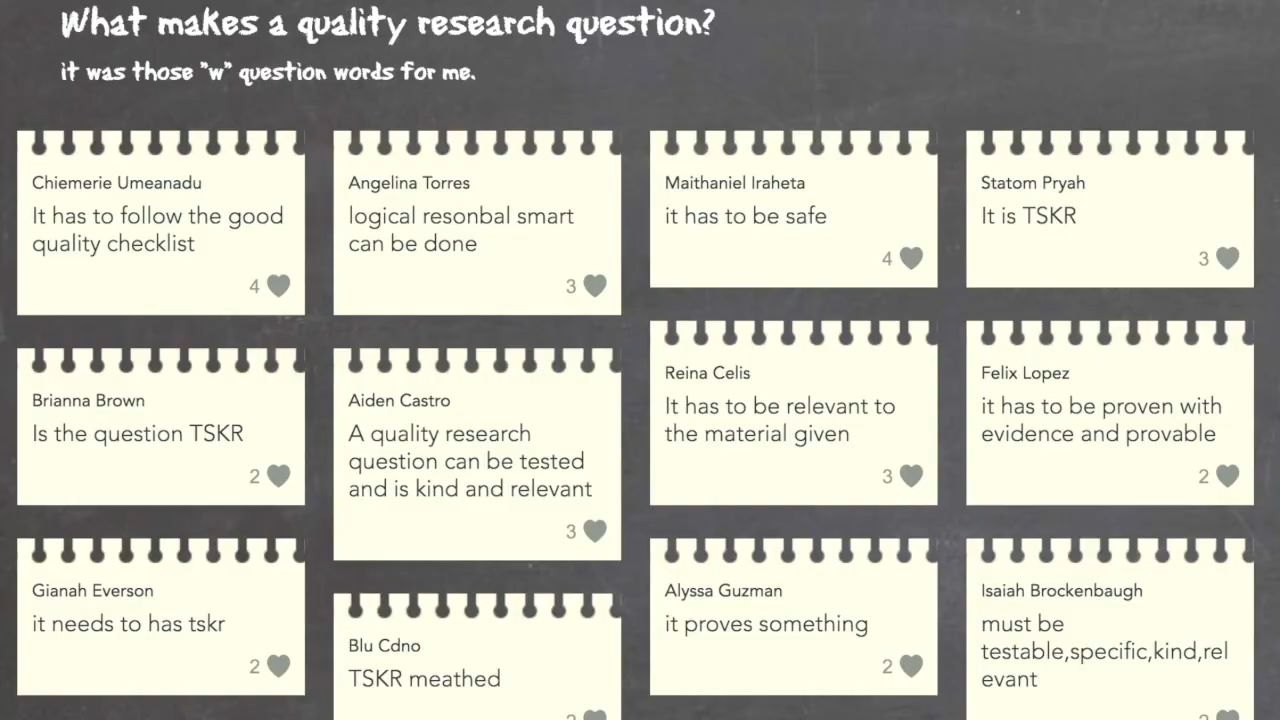 What makes a quality research question?
it was those "w" question words for me.
Chiemerie Umeanadu
It has to follow the good
quality checklist
4
Angelina Torres
logical resonbal smart
can be done
3
Maithaniel Iraheta
it has to be safe
4
Statom Pryah
It is TSKR
3
Brianna Brown
Is the question TSKR
2
Aiden Castro
A quality research
question can be tested
and is kind and relevant
3
Reina Celis
It has to be relevant to
the material given
3
Felix Lopez
it has to be proven with
evidence and provable
2
Gianah Everson
it needs to has tskr
2
Blu Cdno
TSKR meathed
Alyssa Guzman
it proves something
2
Isaiah Brockenbaugh
must be
testable,specific,kind,rel
evant